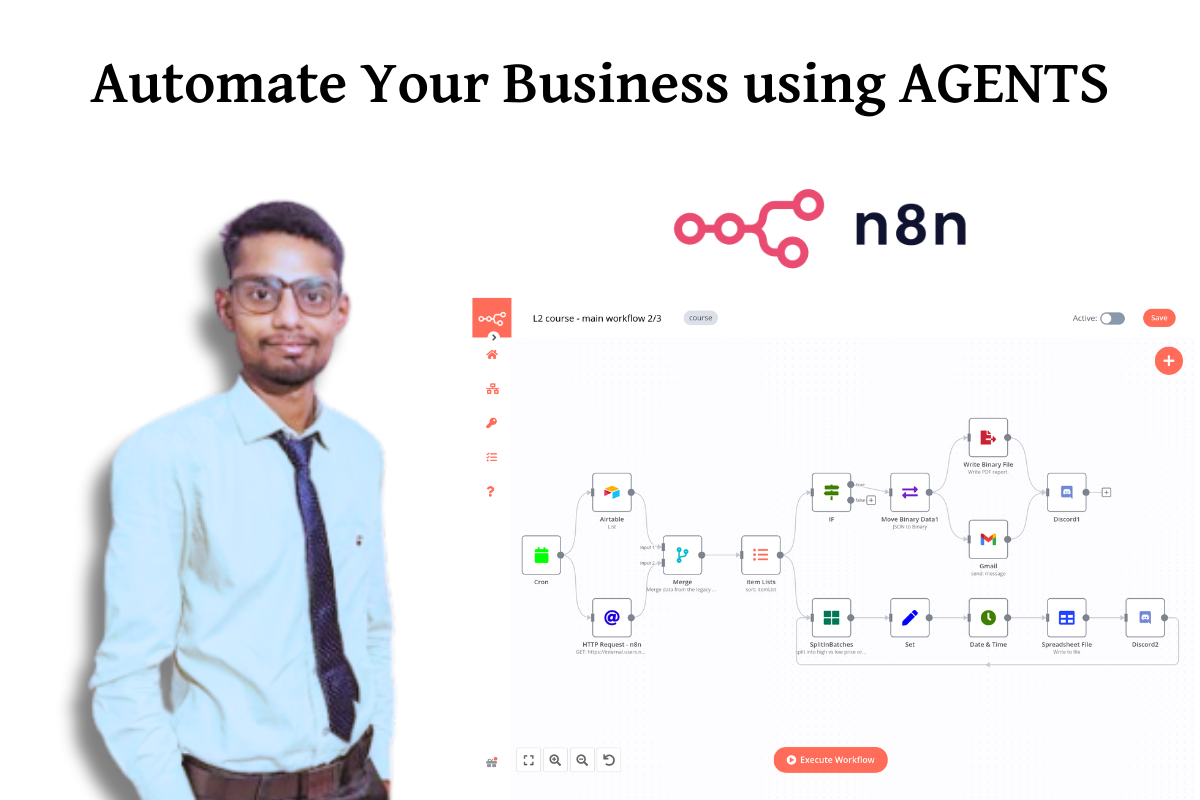 Automate Your Business using AGENTS
n8n
L2 course - main workflow 2/3
course
Active:
Save
Write Binary File
Write PDF report
Airtable
List
IF
true
false
Move Binary Data1
JSON to Binary
Discord1
Input 1
Input 2
Cron
Merge
Merge data from the legacy ...
Item Lists
sort: itemList
Gmail
send: message
HTTP Request - n8n
GET: https://internal.users.n...
SplitInBatches
split into high vs low price or...
Set
Date & Time
Spreadsheet File
Write to file
Discord2
Execute Workflow